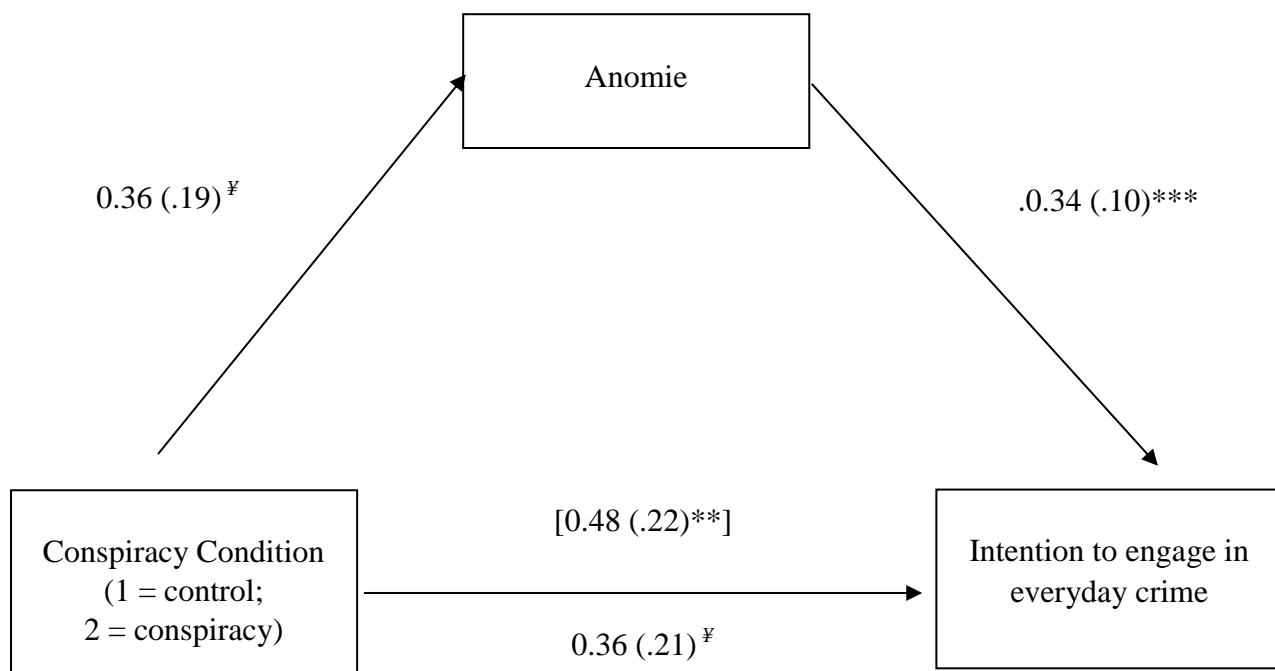 Anomie
0.36 (.19) ¥
.0.34 (.10)***
[0.48 (.22)**]
Conspiracy Condition
(1 = control;
2 = conspiracy)
Intention to engage in
everyday crime
0.36 (.21) ¥